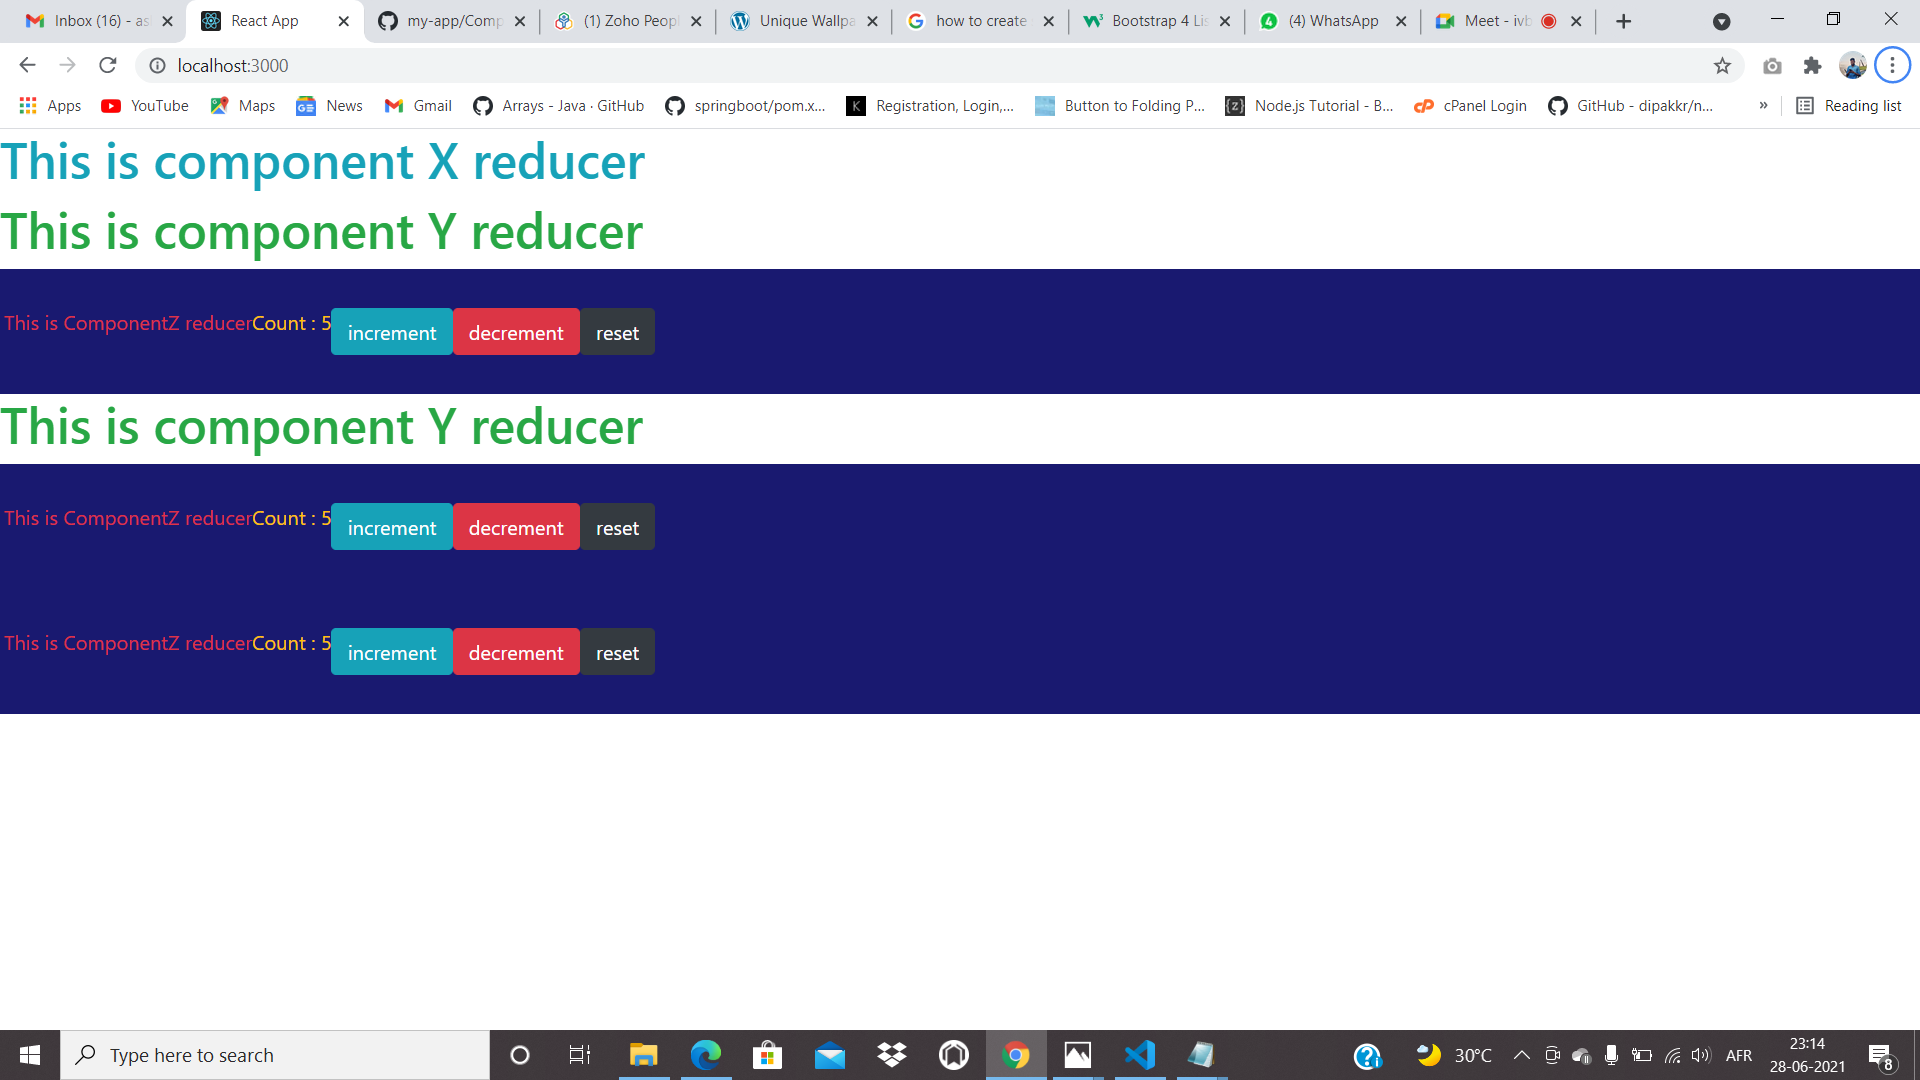 Inbox (16) - as React App my-app/Comp (1) Zoho Peopl Unique Wallpa how to create Bootstrap 4 Lis (4) WhatsApp Meet - ivb
localhost:3000
Apps YouTube Maps News Gmail Arrays - Java · GitHub springboot/pom.x... Registration, Login,... Button to Folding P... Node.js Tutorial - B... cPanel Login GitHub - dipakkr/n... » Reading list
This is component X reducer
This is component Y reducer
This is ComponentZ reducerCount : 5 increment decrement reset
This is component Y reducer
This is ComponentZ reducerCount : 5 increment decrement reset
This is ComponentZ reducerCount : 5 increment decrement reset
Type here to search 30°C AFR 23:14
28-06-2021 8